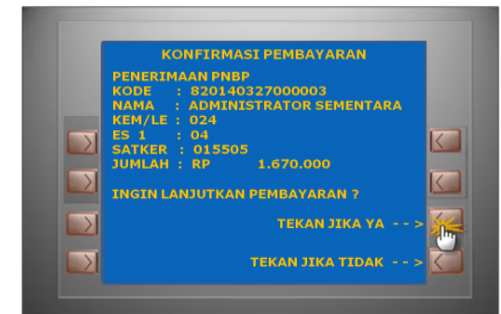 KONFIRMASI PEMBAYARAN
PENERIMAAN PNBP
KODE : 820140327000003
NAMA : ADMINISTRATOR SEMENTARA
KEM/LE : 024
ES 1 : 04
SATKER : 015505
JUMLAH : RP 1.670.000
INGIN LANJUTKAN PEMBAYARAN ?
TEKAN JIKA YA - - >
TEKAN JIKA TIDAK - - >